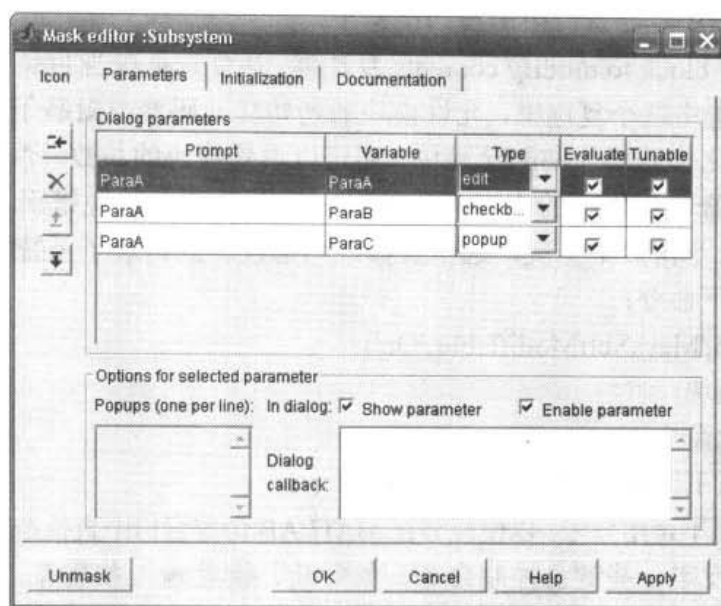 Mask editor :Subsystem
Icon Parameters Initialization Documentation
Dialog parameters
Prompt Variable Type Evaluate Tunable
ParaA ParaA edit
ParaA ParaB checkb...
ParaA ParaC popup
Options for selected parameter
Popups (one per line): In dialog: Show parameter Enable parameter
Dialog
callback:
Unmask OK Cancel Help Apply